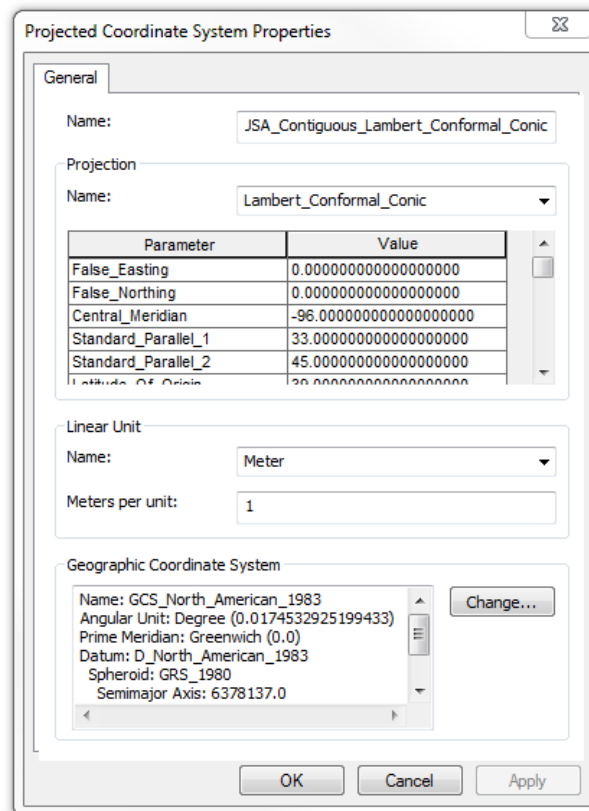 Projected Coordinate System Properties
General
Name: JSA_Contiguous_Lambert_Conformal_Conic
Projection
Name: Lambert_Conformal_Conic
Parameter Value
False_Easting 0.000000000000000000
False_Northing 0.000000000000000000
Central_Meridian -96.000000000000000000
Standard_Parallel_1 33.000000000000000000
Standard_Parallel_2 45.000000000000000000
Latitude_Of_Origin 39.000000000000000000
Linear Unit
Name: Meter
Meters per unit: 1
Geographic Coordinate System
Name: GCS_North_American_1983
Angular Unit: Degree (0.0174532925199433)
Prime Meridian: Greenwich (0.0)
Datum: D_North_American_1983
Spheroid: GRS_1980
Semimajor Axis: 6378137.0
Change...
OK Cancel Apply